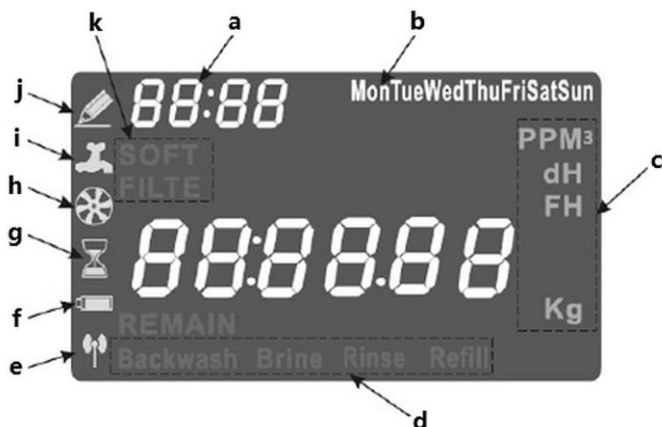 k
a
b
j
88:88
MonTueWedThuFriSatSun
i
SOFT
PPM3
FILTE
dH
c
h
FH
g
88:88.88
f
Kg
REMAIN
e
Backwash Brine Rinse Refill
d